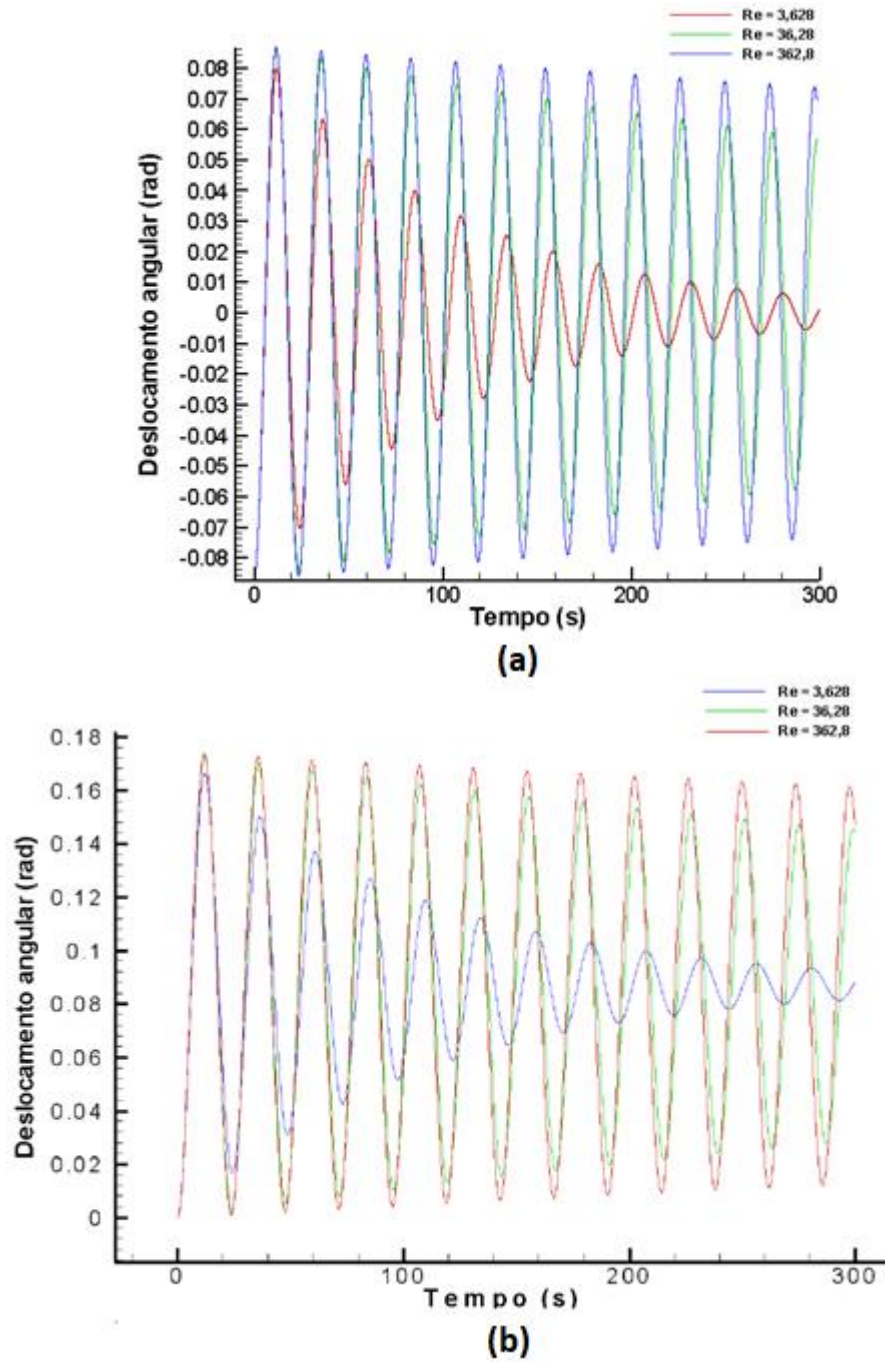 Re = 3,628
Re = 36,28
Re = 362,8
Deslocamento angular (rad)
0.08
0.07
0.06
0.05
0.04
0.03
0.02
0.01
0
-0.01
-0.02
-0.03
-0.04
-0.05
-0.06
-0.07
-0.08
0
100
200
300
Tempo (s)
(a)
Re = 3,628
Re = 36,28
Re = 362,8
Deslocamento angular (rad)
0.18
0.16
0.14
0.12
0.1
0.08
0.06
0.04
0.02
0
0
100
200
300
Tempo (s)
(b)